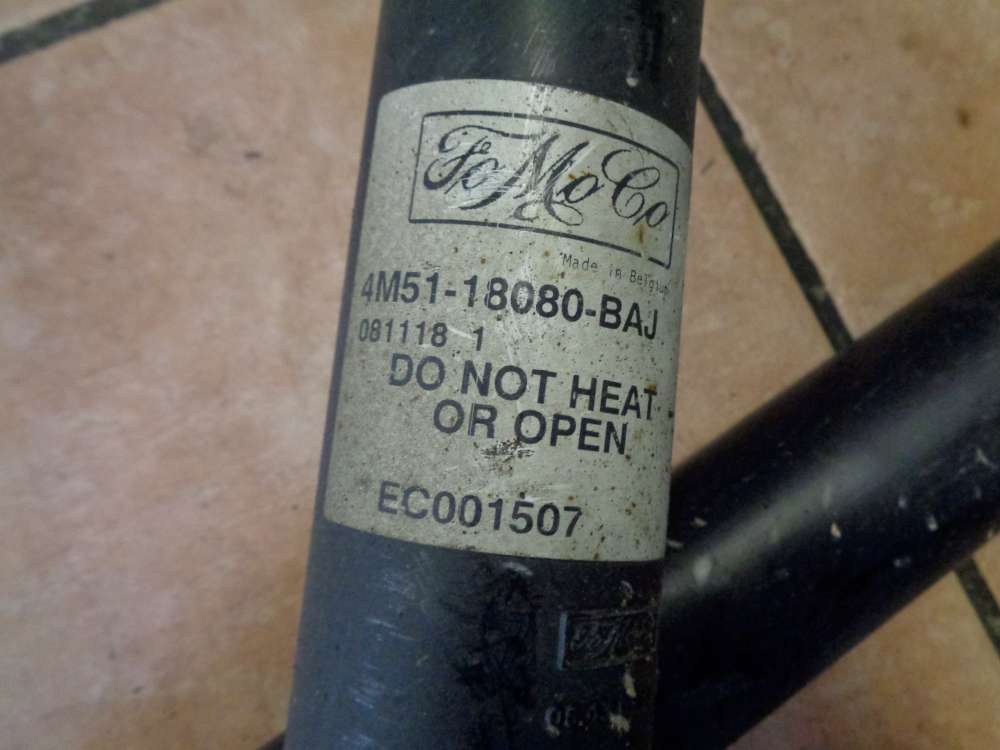 FoMoCo
Made in Belgium
4M51-18080-BAJ
081118 1
DO NOT HEAT
OR OPEN
EC001507